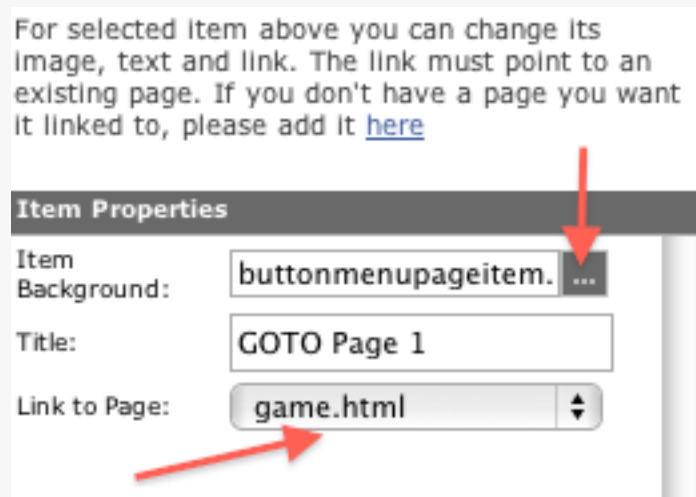 For selected item above you can change its
image, text and link. The link must point to an
existing page. If you don't have a page you want
it linked to, please add it here
Item Properties
Item
Background:
buttonmenupageitem. ...
Title: GOTO Page 1
Link to Page: game.html